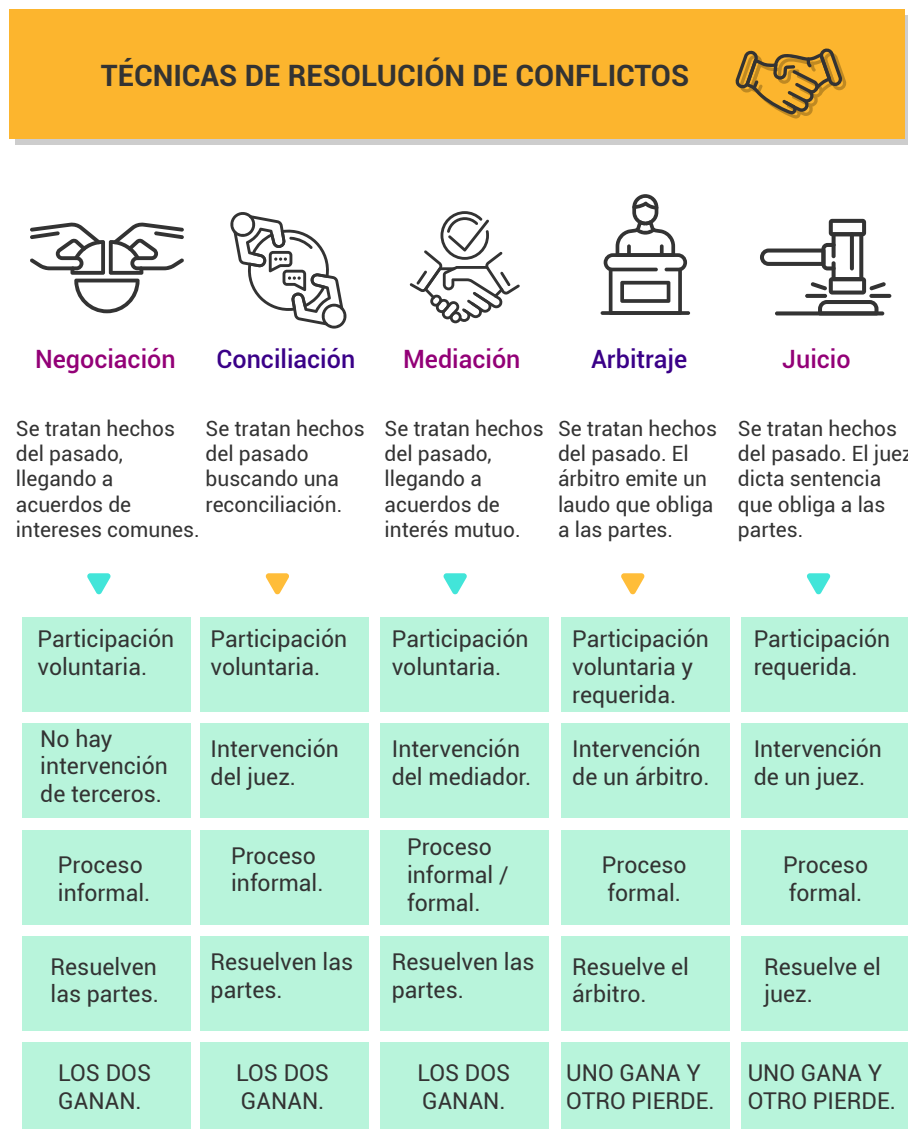 TÉCNICAS DE RESOLUCIÓN DE CONFLICTOS
Negociación
Conciliación
Mediación
Arbitraje
Juicio
Se tratan hechos
del pasado,
llegando a
acuerdos de
intereses comunes.
Se tratan hechos
del pasado
buscando una
reconciliación.
Se tratan hechos
del pasado,
llegando a
acuerdos de
interés mutuo.
Se tratan hechos
del pasado. El
árbitro emite un
laudo que obliga
a las partes.
Se tratan hechos
del pasado. El juez
dicta sentencia
que obliga a las
partes.
Participación
voluntaria.
Participación
voluntaria.
Participación
voluntaria.
Participación
voluntaria y
requerida.
Participación
requerida.
No hay
intervención
de terceros.
Intervención
del juez.
Intervención
del mediador.
Intervención
de un árbitro.
Intervención
de un juez.
Proceso
informal.
Proceso
informal.
Proceso
informal /
formal.
Proceso
formal.
Proceso
formal.
Resuelven
las partes.
Resuelven las
partes.
Resuelven las
partes.
Resuelve el
árbitro.
Resuelve el
juez.
LOS DOS
GANAN.
LOS DOS
GANAN.
LOS DOS
GANAN.
UNO GANA Y
OTRO PIERDE.
UNO GANA Y
OTRO PIERDE.